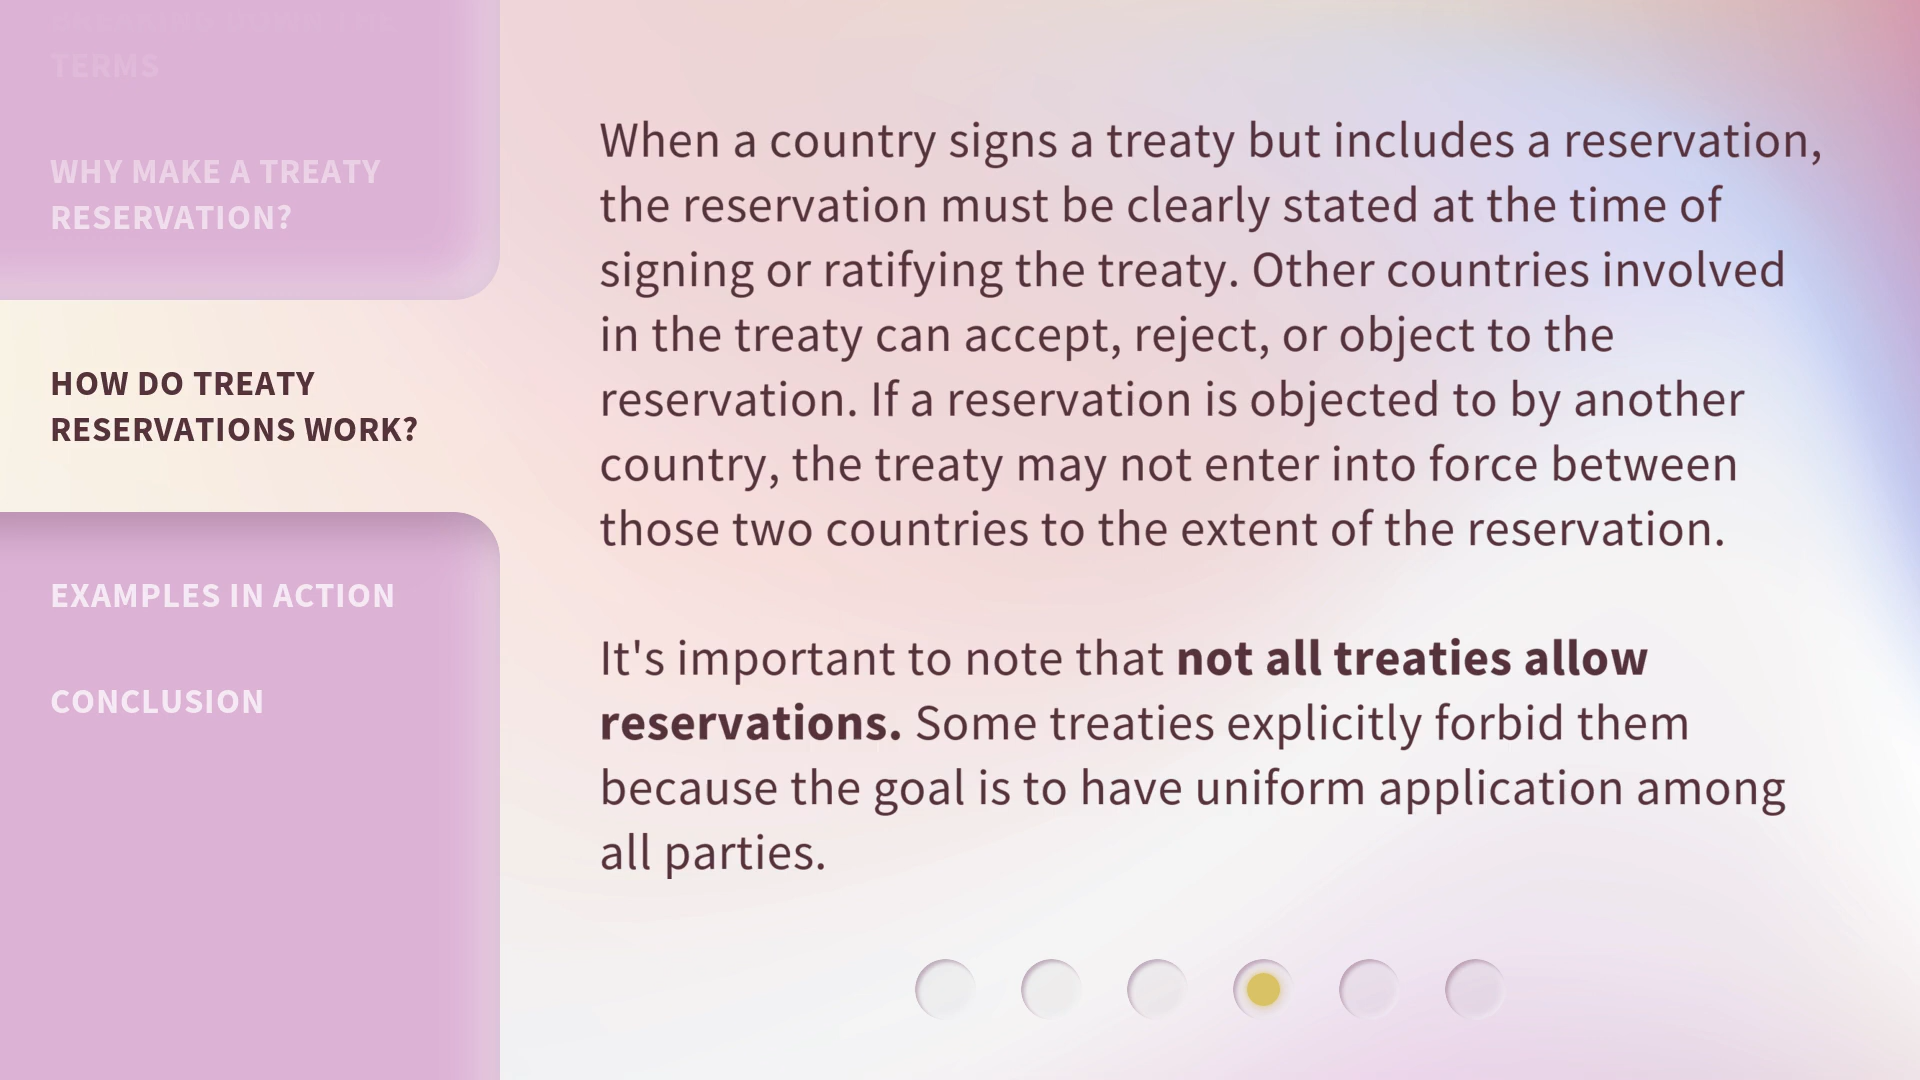 TERMS
WHY MAKE A TREATY
RESERVATION?
HOW DO TREATY
RESERVATIONS WORK?
EXAMPLES IN ACTION
CONCLUSION
When a country signs a treaty but includes a reservation,
the reservation must be clearly stated at the time of
signing or ratifying the treaty. Other countries involved
in the treaty can accept, reject, or object to the
reservation. If a reservation is objected to by another
country, the treaty may not enter into force between
those two countries to the extent of the reservation.
It's important to note that not all treaties allow
reservations. Some treaties explicitly forbid them
because the goal is to have uniform application among
all parties.